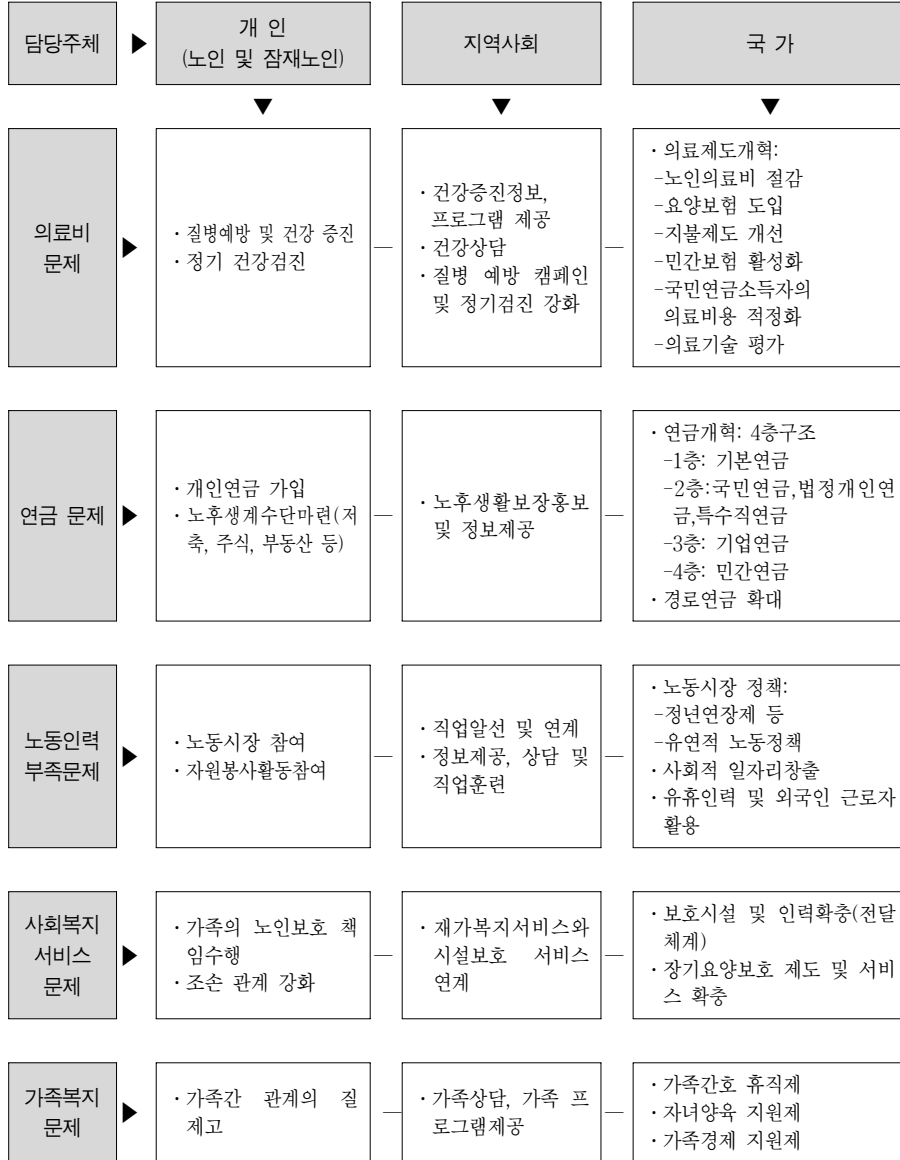 담당주체 ▶
개 인
(노인 및 잠재노인)
지역사회
국 가
▼ ▼ ▼
의료비
문제
▶
· 질병예방 및 건강 증진
· 정기 건강검진
· 건강증진정보,
프로그램 제공
· 건강상담
· 질병 예방 캠페인
및 정기검진 강화
· 의료제도개혁:
-노인의료비 절감
-요양보험 도입
-지불제도 개선
-민간보험 활성화
-국민연금소득자의
의료비용 적정화
-의료기술 평가
연금 문제 ▶
· 개인연금 가입
· 노후생계수단마련(저
축, 주식, 부동산 등)
· 노후생활보장홍보
및 정보제공
· 연금개혁: 4층구조
-1층: 기본연금
-2층:국민연금,법정개인연
금,특수직연금
-3층: 기업연금
-4층: 민간연금
· 경로연금 확대
노동인력
부족문제
▶
· 노동시장 참여
· 자원봉사활동참여
· 직업알선 및 연계
· 정보제공, 상담 및
직업훈련
· 노동시장 정책:
-정년연장제 등
-유연적 노동정책
· 사회적 일자리창출
· 유휴인력 및 외국인 근로자
활용
사회복지
서비스
문제
▶
· 가족의 노인보호 책
임수행
· 조손 관계 강화
· 재가복지서비스와
시설보호 서비스
연계
· 보호시설 및 인력확충(전달
체계)
· 장기요양보호 제도 및 서비
스 확충
가족복지
문제
▶
· 가족간 관계의 질
제고
· 가족상담, 가족 프
로그램제공
· 가족간호 휴직제
· 자녀양육 지원제
· 가족경제 지원제